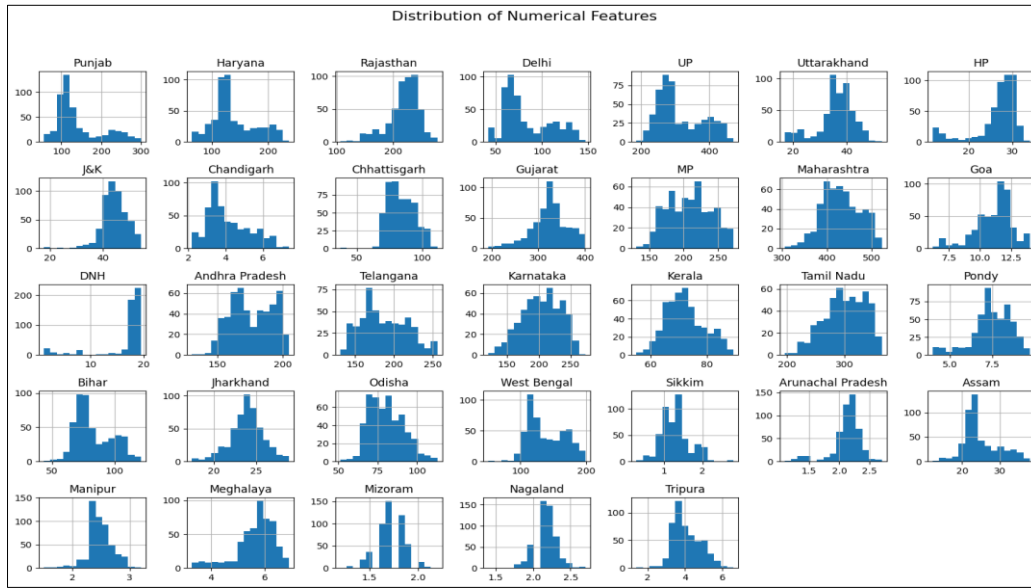 Distribution of Numerical Features
Punjab Haryana Rajasthan Delhi UP Uttarakhand HP
100 50 0 100 50 0 100 50 0 100 75 50 25 0 75 50 25 0 100 50 0 100 50 0
100 200 300 100 200 100 200 50 100 150 200 300 400 20 40 20 30
J&K Chandigarh Chhattisgarh Gujarat MP Maharashtra Goa
100 50 0 100 50 0 75 50 25 0 100 50 0 60 40 20 0 60 40 20 0 100 50 0
20 40 2 4 6 40 60 80 100 200 300 400 150 200 250 300 400 500 7.5 10.0 12.5
DNH Andhra Pradesh Telangana Karnataka Kerala Tamil Nadu Pondy
200 100 0 60 40 20 0 75 50 25 0 60 40 20 0 60 40 20 0 60 40 20 0 75 50 25 0
10 20 150 200 150 200 250 150 200 250 60 80 200 300 5.0 7.5
Bihar Jharkhand Odisha West Bengal Sikkim Arunachal Pradesh Assam
100 50 0 100 50 0 60 40 20 0 100 50 0 100 50 0 150 100 50 0 100 50 0
50 100 20 25 50 75 100 100 200 1 2 1.5 2.0 2.5 20 30
Manipur Meghalaya Mizoram Nagaland Tripura
150 100 50 0 100 50 0 150 100 50 0 150 100 50 0 100 50 0
2 3 4 6 1.5 2.0 2.0 2.5 2 4 6